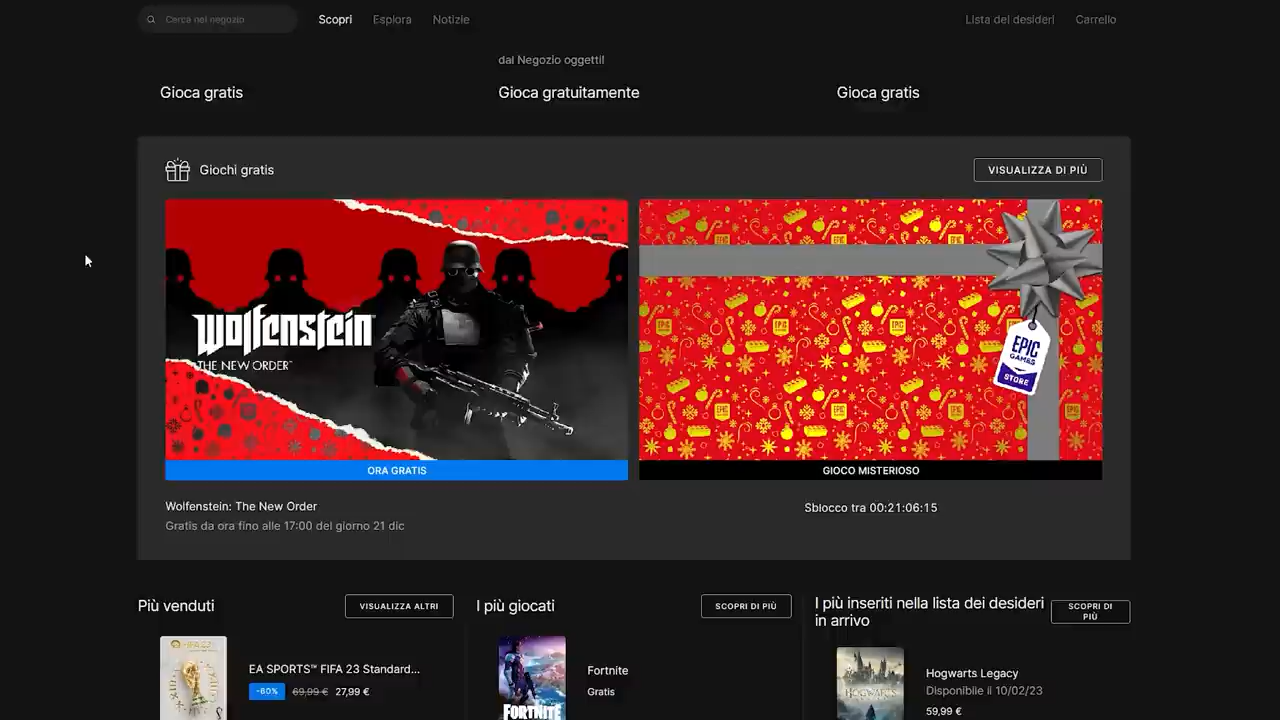 Cerca nel negozio
Scopri
Esplora
Notizie
Lista dei desideri
Carrello
dal Negozio oggetti!
Gioca gratis
Gioca gratuitamente
Gioca gratis
Giochi gratis
VISUALIZZA DI PIÙ
Wolfenstein
THE NEW ORDER
EPIC
GAMES
STORE
ORA GRATIS
GIOCO MISTERIOSO
Wolfenstein: The New Order
Gratis da ora fino alle 17:00 del giorno 21 dic
Sblocco tra 00:21:06:15
Più venduti
VISUALIZZA ALTRI
I più giocati
SCOPRI DI PIÙ
I più inseriti nella lista dei desideri
in arrivo
SCOPRI DI
PIÙ
FIFA 23
EA SPORTS™ FIFA 23 Standard...
-60% 69,99 € 27,99 €
FORTNITE
Fortnite
Gratis
HOGWARTS
Hogwarts Legacy
Disponibile il 10/02/23
59,99 €